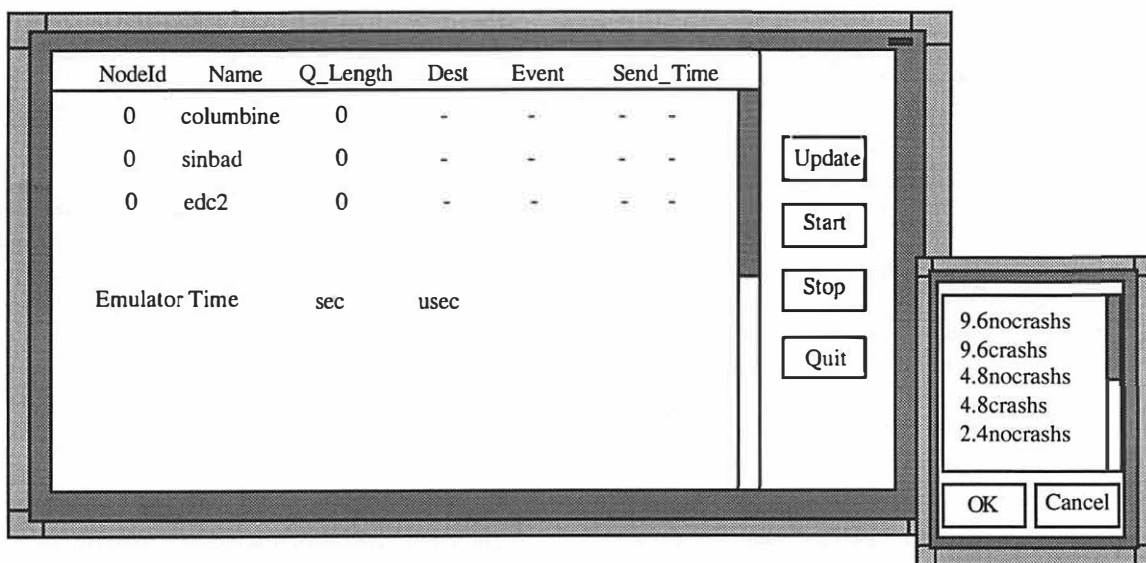 NodeId Name Q_Length Dest Event Send_Time
0 columbine 0 - - - -
0 sinbad 0 - - - -
0 edc2 0 - - - -
Emulator Time sec usec
Update
Start
Stop
Quit
9.6nocrashs
9.6crashs
4.8nocrashs
4.8crashs
2.4nocrashs
OK Cancel